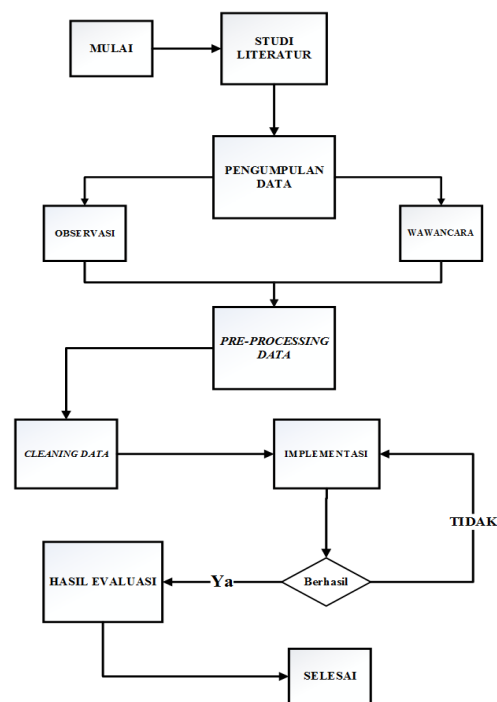 MULAI
STUDI
LITERATUR
PENGUMPULAN
DATA
OBSERVASI
WAWANCARA
PRE-PROCESSING
DATA
CLEANING DATA
IMPLEMENTASI
TIDAK
HASIL EVALUASI
Ya
Berhasil
SELESAI